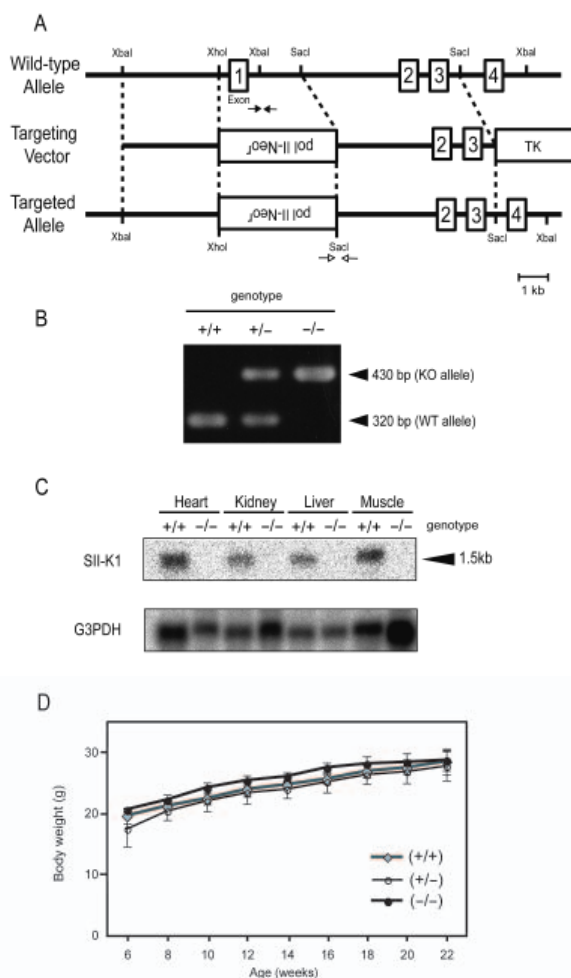 A
XbaI XhoI XbaI SacI SacI XbaI
Wild-type
Allele
1 2 3 4
Exon
Targeting
Vector
pol II-Neoʳ 2 3 TK
Targeted
Allele
pol II-Neoʳ 2 3 4
XbaI XhoI SacI SacI XbaI
1 kb
B
genotype
+/+ +/− −/−
430 bp (KO allele)
320 bp (WT allele)
C
Heart Kidney Liver Muscle
+/+ −/− +/+ −/− +/+ −/− +/+ −/− genotype
SII-K1 1.5kb
G3PDH
D
Body weight (g)
30
20
10
0
(+/+)
(+/−)
(−/−)
6 8 10 12 14 16 18 20 22
Age (weeks)